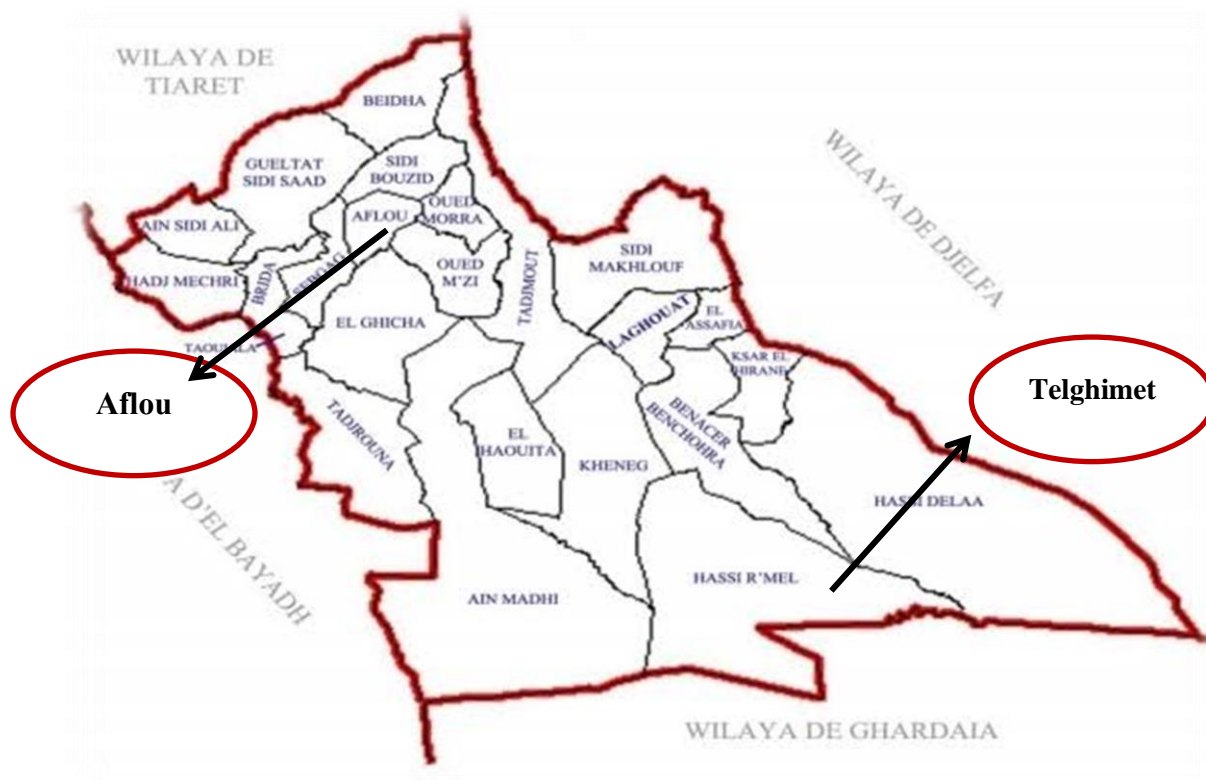 WILAYA DE
TIARET
BEIDHA
GUELTAT
SIDI SAAD
SIDI
BOUZID
AIN SIDI ALI
AFLOU
OUED
MORRA
HADJ MECHRI
BRIDA
SEBGAG
OUED
M'ZI
TADJMOUT
SIDI
MAKHLOUF
WILAYA DE DJELFA
EL GHICHA
LAGHOUAT
EL
ASSAFIA
KSAR EL
HIRANE
Aflou
Telghimet
TADJROUNA
EL
HAOUITA
KHENEG
BENACER
BENCHOHRA
HASSI DELAA
A D'EL BAYADH
AIN MADHI
HASSI R'MEL
WILAYA DE GHARDAIA